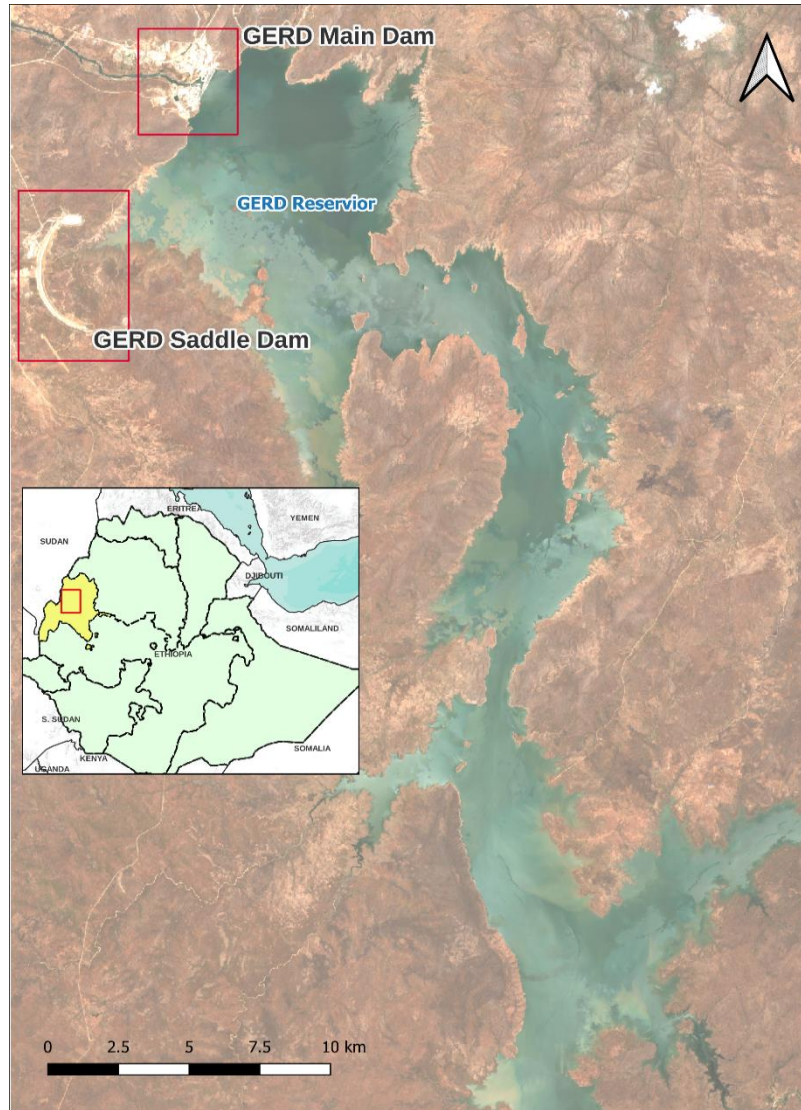 GERD Main Dam
GERD Reservior
GERD Saddle Dam
ERITREA
YEMEN
SUDAN
DJIBOUTI
SOMALILAND
ETHIOPIA
S. SUDAN
SOMALIA
KENYA
UGANDA
0 2.5 5 7.5 10 km